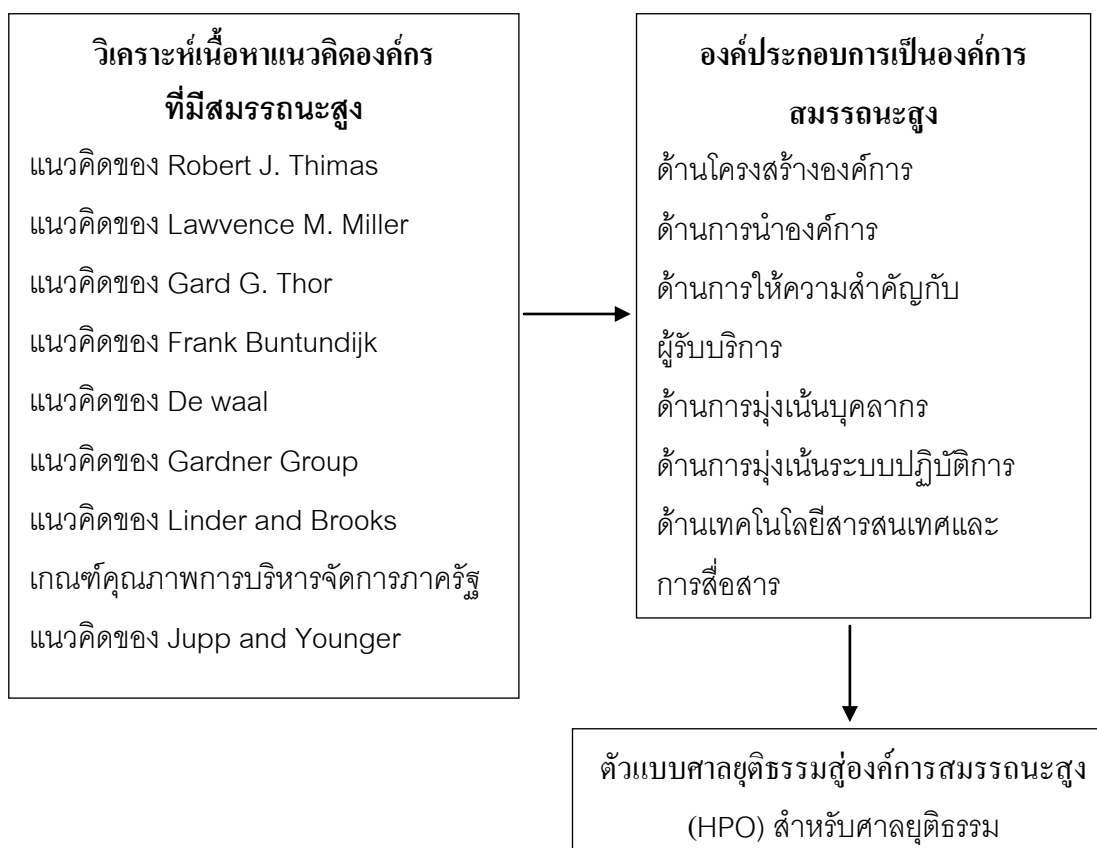 วิเคราะห์เนื้อหาแนวคิดองค์กร
ที่มีสมรรถนะสูง
แนวคิดของ Robert J. Thimas
แนวคิดของ Lawvence M. Miller
แนวคิดของ Gard G. Thor
แนวคิดของ Frank Buntundijk
แนวคิดของ De waal
แนวคิดของ Gardner Group
แนวคิดของ Linder and Brooks
เกณฑ์คุณภาพการบริหารจัดการภาครัฐ
แนวคิดของ Jupp and Younger
องค์ประกอบการเป็นองค์การ
สมรรถนะสูง
ด้านโครงสร้างองค์การ
ด้านการนำองค์การ
ด้านการให้ความสำคัญกับ
ผู้รับบริการ
ด้านการมุ่งเน้นบุคลากร
ด้านการมุ่งเน้นระบบปฏิบัติการ
ด้านเทคโนโลยีสารสนเทศและ
การสื่อสาร
ตัวแบบศาลยุติธรรมสู่องค์การสมรรถนะสูง
(HPO) สำหรับศาลยุติธรรม